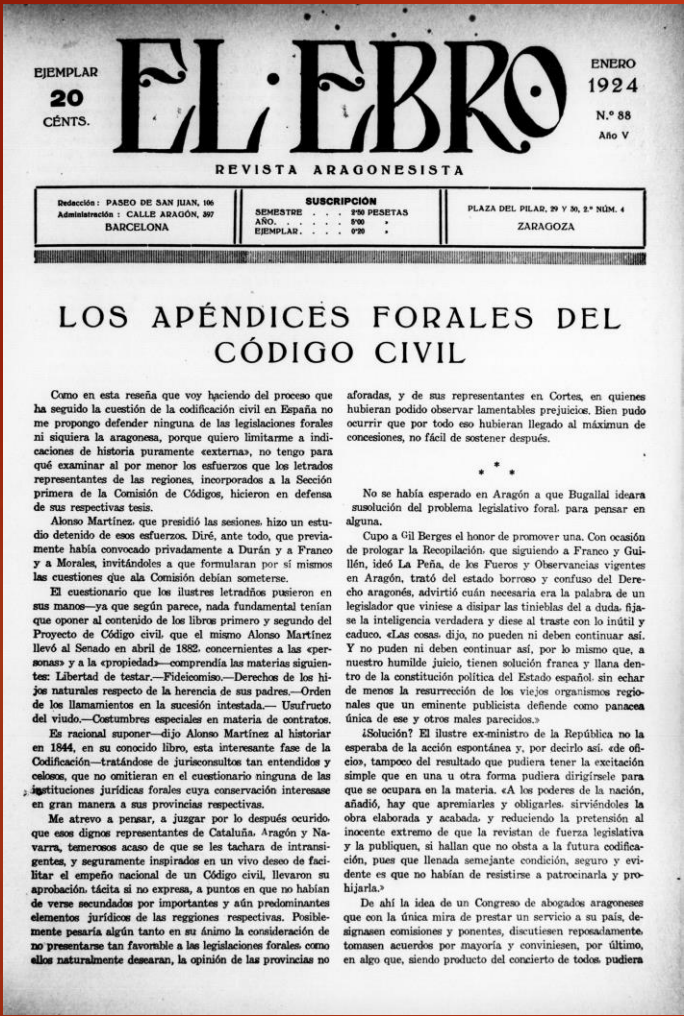 EJEMPLAR
20
CÉNTS.
EL·EBRO
ENERO
1924
N.º 88
Año V
REVISTA ARAGONESISTA
Redacción : PASEO DE SAN JUAN, 106
Administración : CALLE ARAGÓN, 397
BARCELONA
SUSCRIPCIÓN
SEMESTRE . . . 2'50 PESETAS
AÑO. . . . . . 5'00 »
EJEMPLAR. . . . 0'20 »
PLAZA DEL PILAR, 29 Y 30, 2.º NÚM. 4
ZARAGOZA
LOS APÉNDICES FORALES DEL
CÓDIGO CIVIL
Como en esta reseña que voy haciendo del proceso que
ha seguido la cuestión de la codificación civil en España no
me propongo defender ninguna de las legislaciones forales
ni siquiera la aragonesa, porque quiero limitarme a indi-
caciones de historia puramente «externa», no tengo para
qué examinar al por menor los esfuerzos que los letrados
representantes de las regiones, incorporados a la Sección
primera de la Comisión de Códigos, hicieron en defensa
de sus respectivas tesis.
Alonso Martínez, que presidió las sesiones, hizo un estu-
dio detenido de esos esfuerzos. Diré, ante todo, que previa-
mente había convocado privadamente a Durán y a Franco
y a Morales, invitándoles a que formularan por sí mismos
las cuestiones que ala Comisión debían someterse.
El cuestionario que los ilustres letradños pusieron en
sus manos—ya que según parece, nada fundamental tenían
que oponer al contenido de los libros primero y segundo del
Proyecto de Código civil, que el mismo Alonso Martínez
llevó al Senado en abril de 1882, concernientes a las «per-
sonas» y a la «propiedad»—comprendía las materias siguien-
tes: Libertad de testar.—Fideicomiso.—Derechos de los hi-
jos naturales respecto de la herencia de sus padres.—Orden
de los llamamientos en la sucesión intestada.— Usufructo
del viudo.—Costumbres especiales en materia de contratos.
Es racional suponer—dijo Alonso Martínez al historiar
en 1844, en su conocido libro, esta interesante fase de la
Codificación—tratándose de jurisconsultos tan entendidos y
celosos, que no omitieran en el cuestionario ninguna de las
instituciones jurídicas forales cuya conservación interesase
en gran manera a sus provincias respectivas.
Me atrevo a pensar, a juzgar por lo después ocurido,
que esos dignos representantes de Cataluña, Aragón y Na-
varra, temerosos acaso de que se les tachara de intransi-
gentes, y seguramente inspirados en un vivo deseo de faci-
litar el empeño nacional de un Código civil, llevaron su
aprobación, tácita si no expresa, a puntos en que no habían
de verse secundados por importantes y aún predominantes
elementos jurídicos de las reggiones respectivas. Posible-
mente pesaría algún tanto en su ánimo la consideración de
no presentarse tan favorable a las legislaciones forales, como
ellos naturalmente desearan, la opinión de las provincias no
aforadas, y de sus representantes en Cortes, en quienes
hubieran podido observar lamentables prejuicios. Bien pudo
ocurrir que por todo eso hubieran llegado al máximun de
concesiones, no fácil de sostener después.
* * *
No se había esperado en Aragón a que Bugallal ideara
susolución del problema legislativo foral, para pensar en
alguna.
Cupo a Gil Berges el honor de promover una. Con ocasión
de prologar la Recopilación, que siguiendo a Franco y Gui-
llén, ideó La Peña, de los Fueros y Observancias vigentes
en Aragón, trató del estado borroso y confuso del Dere-
cho aragonés, advirtió cuán necesaria era la palabra de un
legislador que viniese a disipar las tinieblas del a duda, fija-
se la inteligencia verdadera y diese al traste con lo inútil y
caduco. «Las cosas, dijo, no pueden ni deben continuar así.
Y no puden ni deben continuar así, por lo mismo que, a
nuestro humilde juicio, tienen solución franca y llana den-
tro de la constitución política del Estado español, sin echar
de menos la resurrección de los viejos organismos regio-
nales que un eminente publicista defiende como panacea
única de ese y otros males parecidos.»
¿Solución? El ilustre ex-ministro de la República no la
esperaba de la acción espontánea y, por decirlo así, «de ofi-
cio», tampoco del resultado que pudiera tener la excitación
simple que en una u otra forma pudiera dirigírsele para
que se ocupara en la materia. «A los poderes de la nación,
añadió, hay que apremiarles y obligarles, sirviéndoles la
obra elaborada y acabada, y reduciendo la pretensión al
inocente extremo de que la revistan de fuerza legislativa
y la publiquen, si hallan que no obsta a la futura codifica-
ción, pues que llenada semejante condición, seguro y evi-
dente es que no habían de resistirse a patrocinarla y pro-
hijarla.»
De ahí la idea de un Congreso de abogados aragoneses
que con la única mira de prestar un servicio a su país, de-
signasen comisiones y ponentes, discutiesen reposadamente,
tomasen acuerdos por mayoría y conviniesen, por último,
en algo que, siendo producto del concierto de todos, pudiera